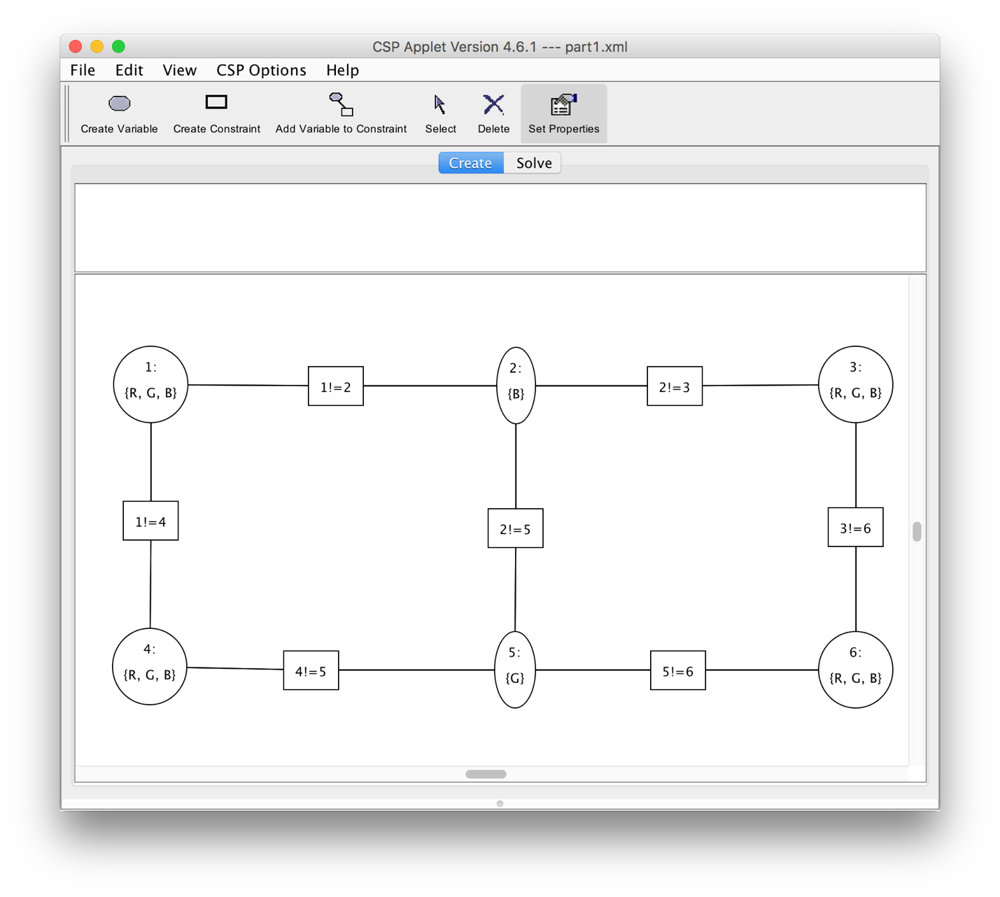 CSP Applet Version 4.6.1 --- part1.xml
File Edit View CSP Options Help
Create Variable Create Constraint Add Variable to Constraint Select Delete Set Properties
Create Solve
1:
{R, G, B}
1!=2
2:
{B}
2!=3
3:
{R, G, B}
1!=4
2!=5
3!=6
4:
{R, G, B}
4!=5
5:
{G}
5!=6
6:
{R, G, B}